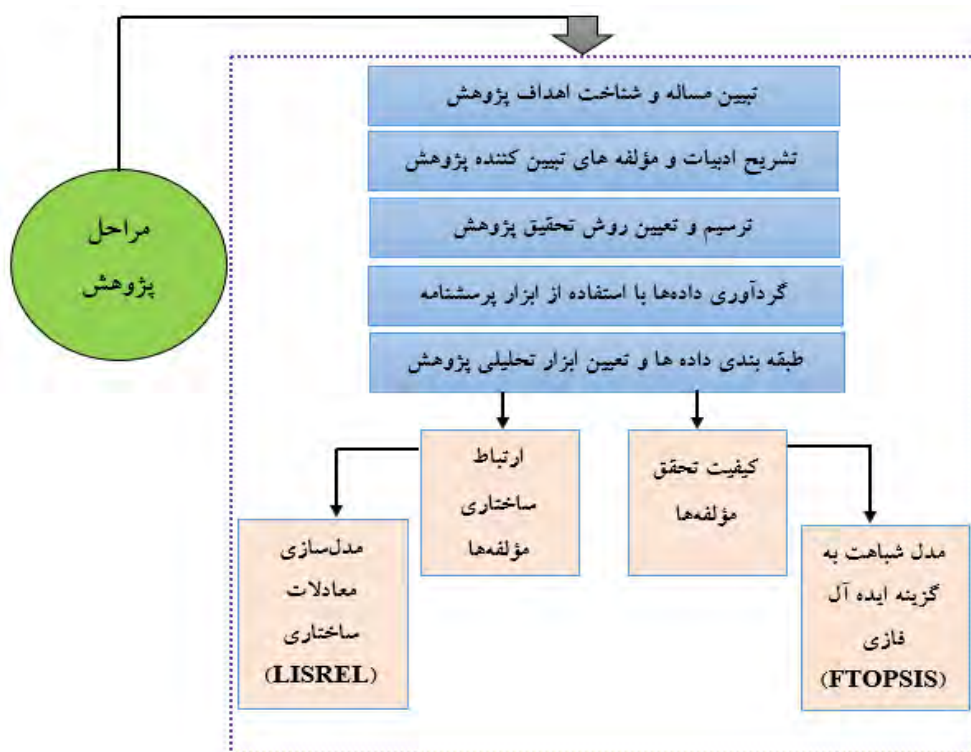 مراحل
پژوهش
تبیین مساله و شناخت اهداف پژوهش
تشریح ادبیات و مؤلفه های تبیین کننده پژوهش
ترسیم و تعیین روش تحقیق پژوهش
گردآوری داده‌ها با استفاده از ابزار پرسشنامه
طبقه بندی داده ها و تعیین ابزار تحلیلی پژوهش
کیفیت تحقق
مؤلفه‌ها
ارتباط
ساختاری
مؤلفه‌ها
مدل شباهت به
گزینه ایده آل
فازی
(FTOPSIS)
مدل‌سازی
معادلات
ساختاری
(LISREL)